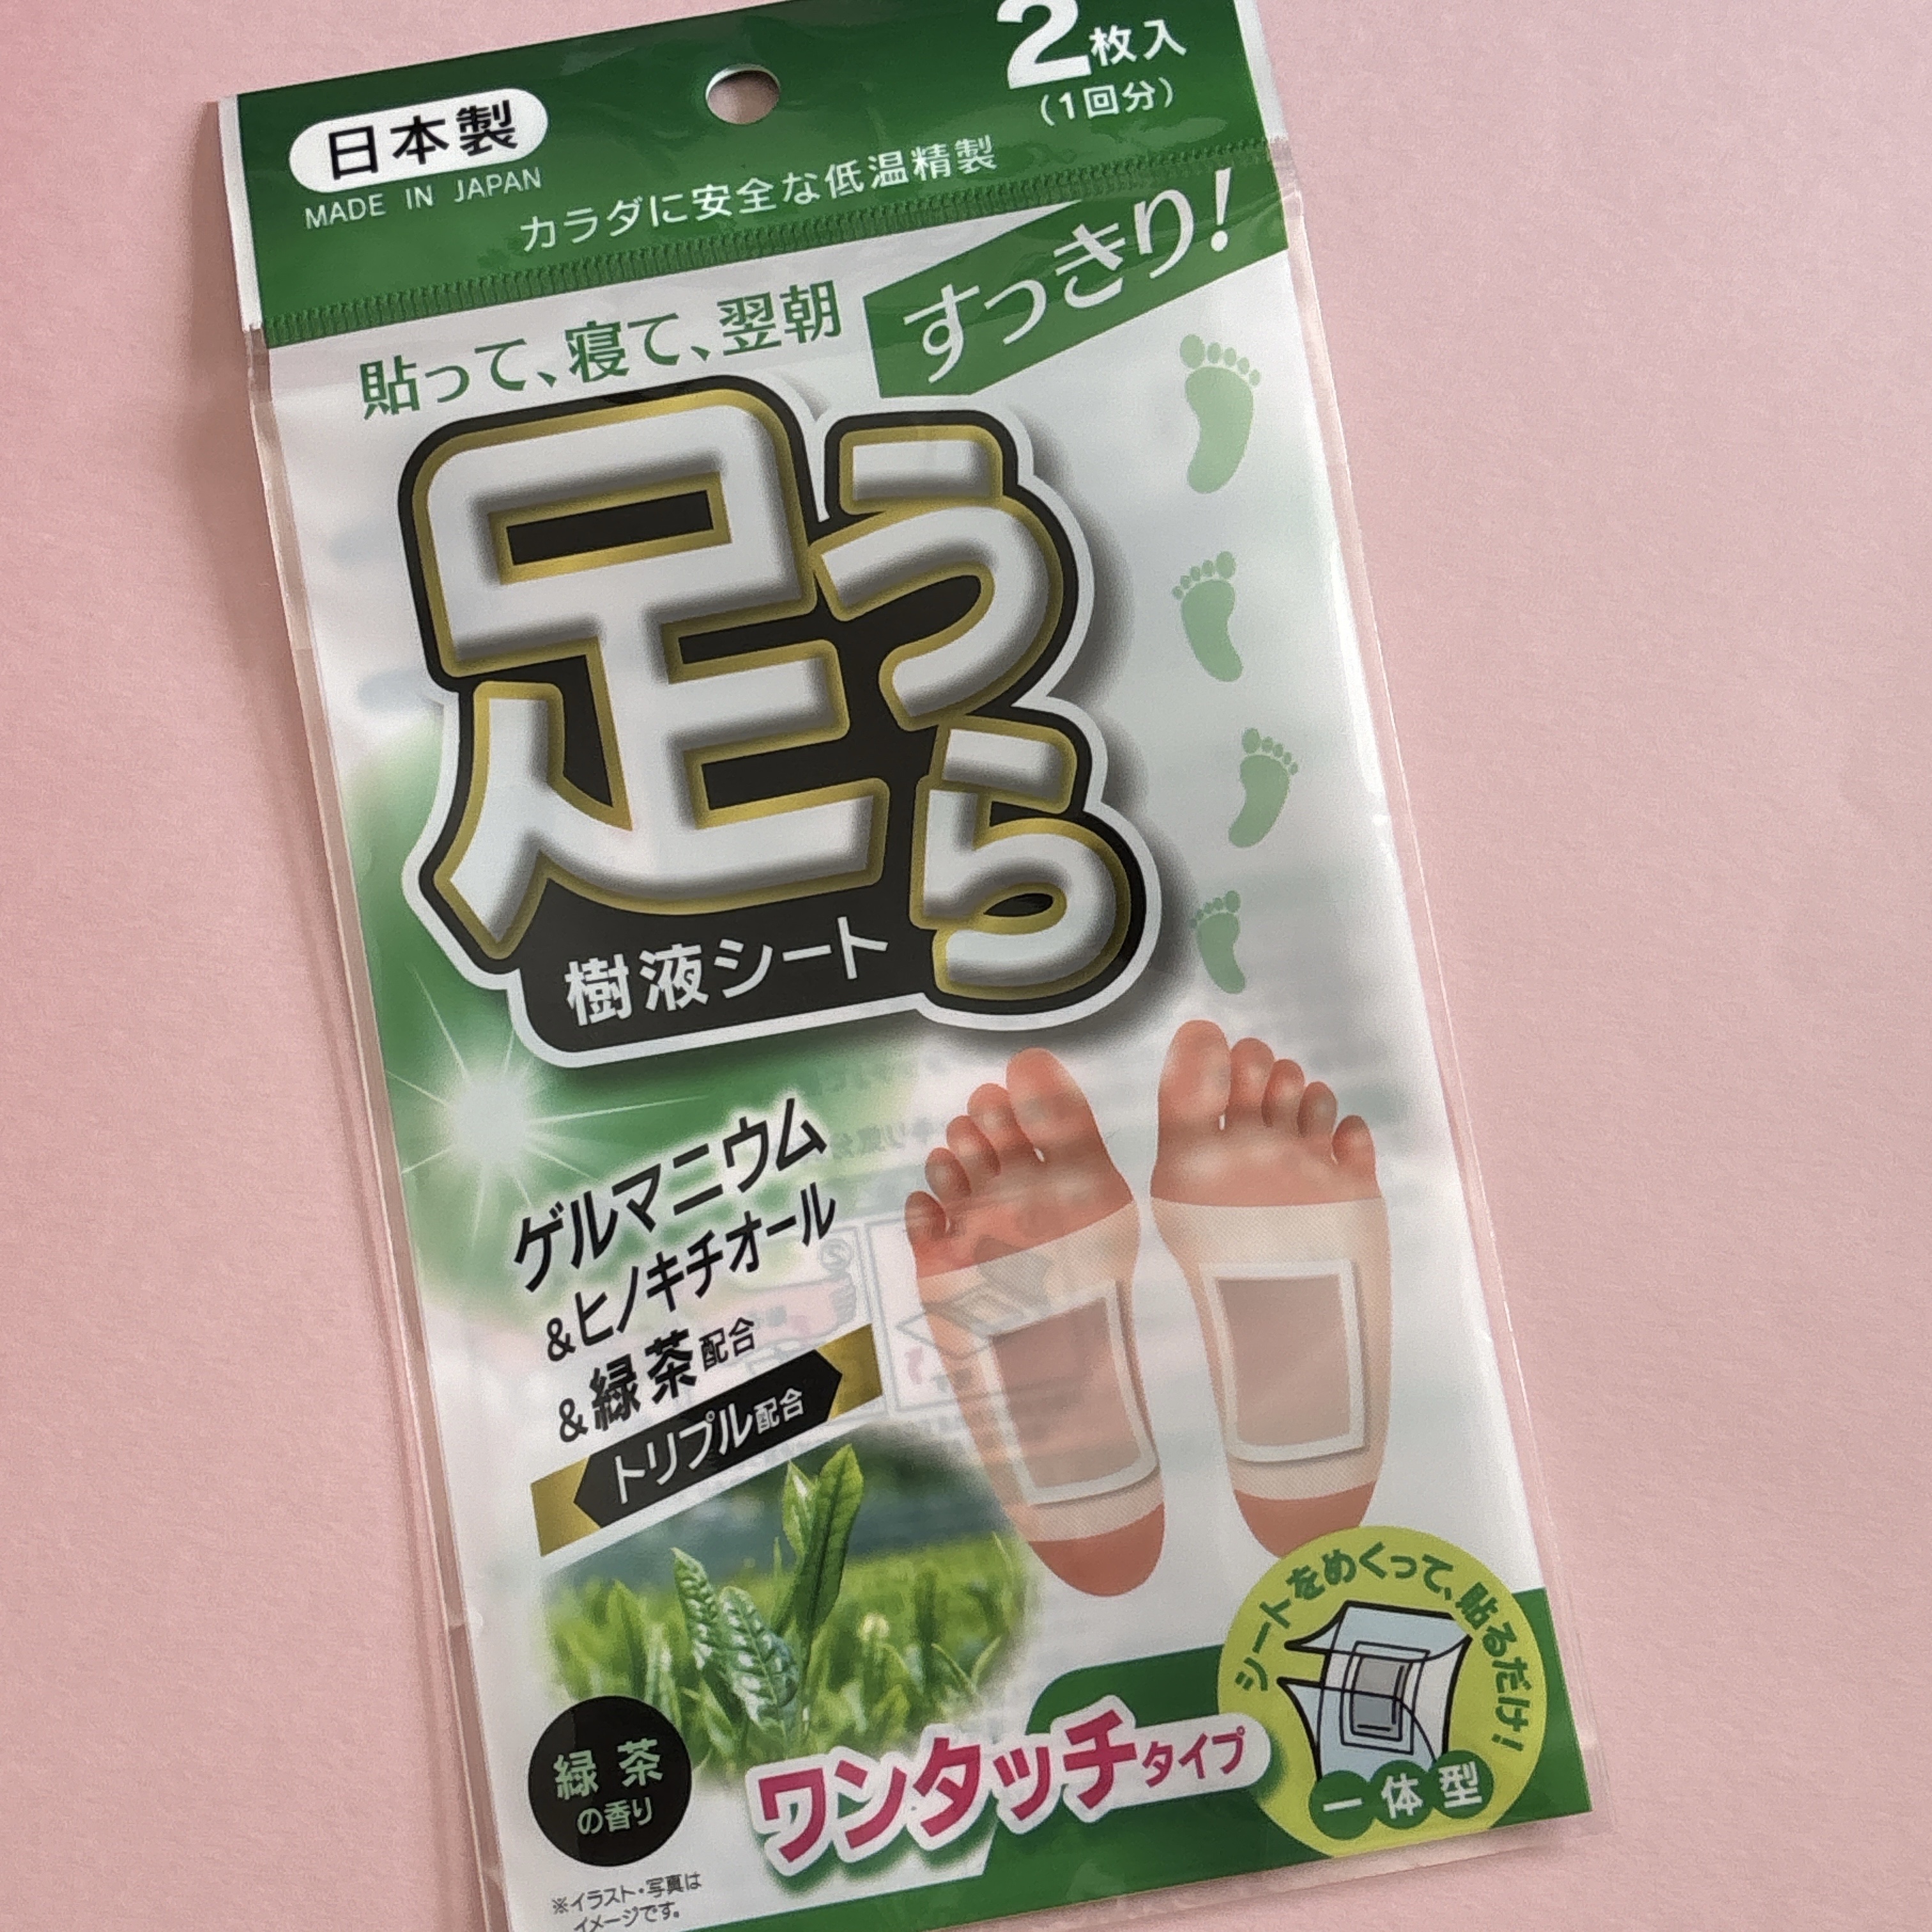 日本製
MADE IN JAPAN
2枚入
(1回分)
カラダに安全な低温精製
貼って、寝て、翌朝
すっきり!
足うら
樹液シート
ゲルマニウム
&ヒノキチオール
&緑茶配合
トリプル配合
シートをめくって、貼るだけ!
一体型
ワンタッチタイプ
緑茶
の香り
※イラスト・写真は
イメージです。